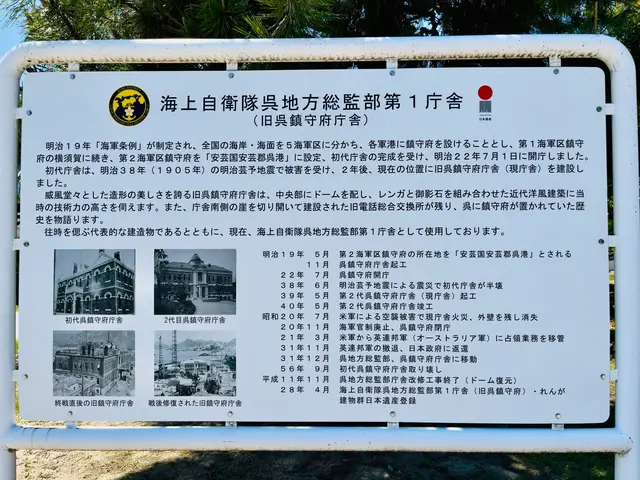 海上自衛隊呉地方総監部第１庁舎
（旧呉鎮守府庁舎）
日本遺産
明治１９年「海軍条例」が制定され、全国の海岸・海面を５海軍区に分かち、各軍港に鎮守府を設けることとし、第１海軍区鎮守
府の横須賀に続き、第２海軍区鎮守府を「安芸国安芸郡呉港」に設定、初代庁舎の完成を受け、明治２２年７月１日に開庁しました。
初代庁舎は、明治３８年（１９０５年）の明治芸予地震で被害を受け、２年後、現在の位置に旧呉鎮守府庁舎（現庁舎）を建設し
ました。
威風堂々とした造形の美しさを誇る旧呉鎮守府庁舎は、中央部にドームを配し、レンガと御影石を組み合わせた近代洋風建築に当
時の技術力の高さを伺えます。また、庁舎南側の崖を切り開いて建設された旧電話総合交換所が残り、呉に鎮守府が置かれていた歴
史を物語ります。
往時を偲ぶ代表的な建造物であるとともに、現在、海上自衛隊呉地方総監部第１庁舎として使用しております。
初代呉鎮守府庁舎
２代目呉鎮守府庁舎
終戦直後の旧鎮守府庁舎
戦後修復された旧鎮守府庁舎
明治１９年　５月　第２海軍区鎮守府の所在地を「安芸国安芸郡呉港」とされる
１１月　呉鎮守府庁舎起工
２２年　７月　呉鎮守府開庁
３８年　６月　明治芸予地震による震災で初代庁舎が半壊
３９年　５月　第２代呉鎮守府庁舎（現庁舎）起工
４０年　５月　第２代呉鎮守府庁舎竣工
昭和２０年　７月　米軍による空襲被害で現庁舎火災、外壁を残し消失
２０年１１月　海軍官制廃止、呉鎮守府閉庁
２１年　３月　米軍から英連邦軍（オーストラリア軍）に占領業務を移管
３１年１１月　英連邦軍の撤退、日本政府に返還
３１年１２月　呉地方総監部、呉鎮守府庁舎に移動
５６年　９月　初代呉鎮守府庁舎取り壊し
平成１１年１１月　呉地方総監部庁舎改修工事終了（ドーム復元）
２８年　４月　海上自衛隊呉地方総監部第１庁舎（旧呉鎮守府庁舎）・れんが
建物群日本遺産登録